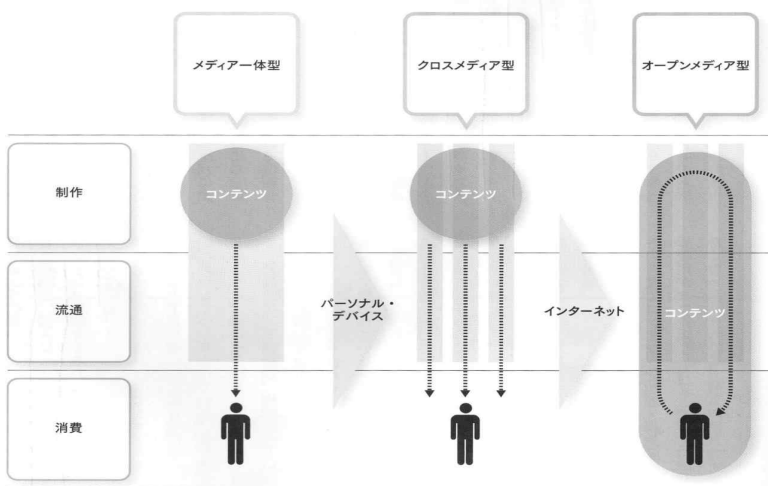 メディア一体型
クロスメディア型
オープンメディア型
制作
コンテンツ
コンテンツ
流通
パーソナル・
デバイス
インターネット
コンテンツ
消費